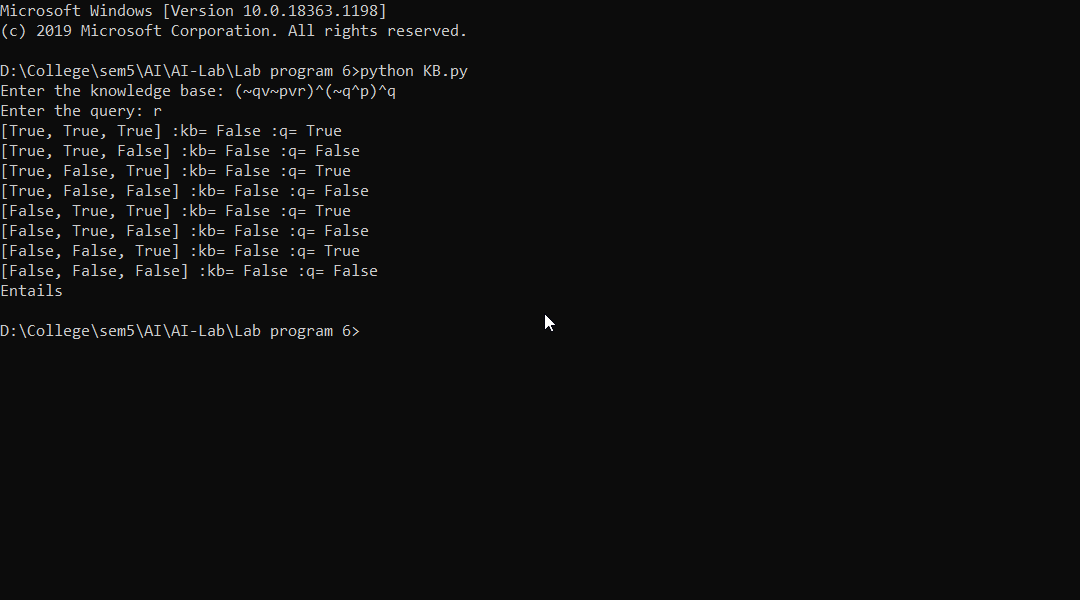 Microsoft Windows [Version 10.0.18363.1198]
(c) 2019 Microsoft Corporation. All rights reserved.
D:\College\sem5\AI\AI-Lab\Lab program 6>python KB.py
Enter the knowledge base: (~qv~pvr)^(~q^p)^q
Enter the query: r
[True, True, True] :kb= False :q= True
[True, True, False] :kb= False :q= False
[True, False, True] :kb= False :q= True
[True, False, False] :kb= False :q= False
[False, True, True] :kb= False :q= True
[False, True, False] :kb= False :q= False
[False, False, True] :kb= False :q= True
[False, False, False] :kb= False :q= False
Entails
D:\College\sem5\AI\AI-Lab\Lab program 6>